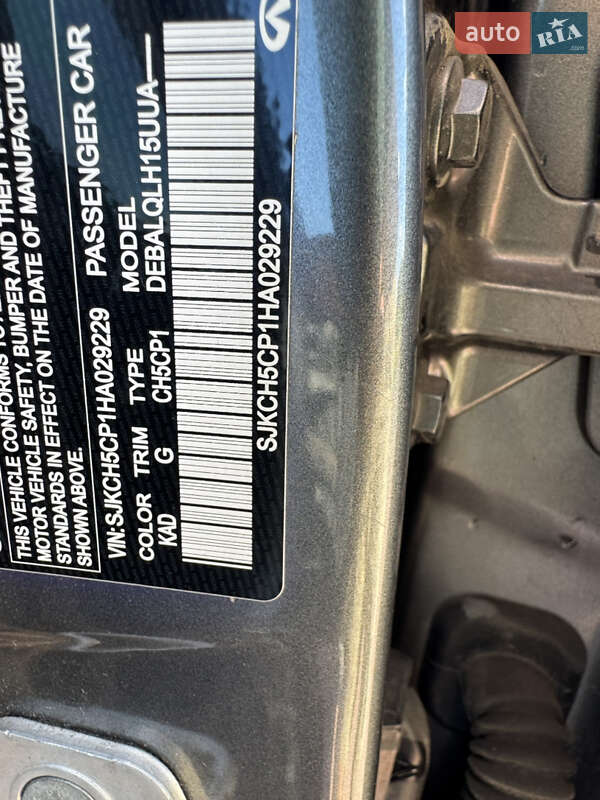 auto RIA .com
THIS VEHICLE CONFORMS TO
MOTOR VEHICLE SAFETY, BUMPER AND THEFT
STANDARDS IN EFFECT ON THE DATE OF MANUFACTURE
SHOWN ABOVE.
VIN:SJKCH5CP1HA029229 PASSENGER CAR
COLOR TRIM TYPE MODEL
KAD G CH5CP1 DEBALQLH15UUA—
SJKCH5CP1HA029229